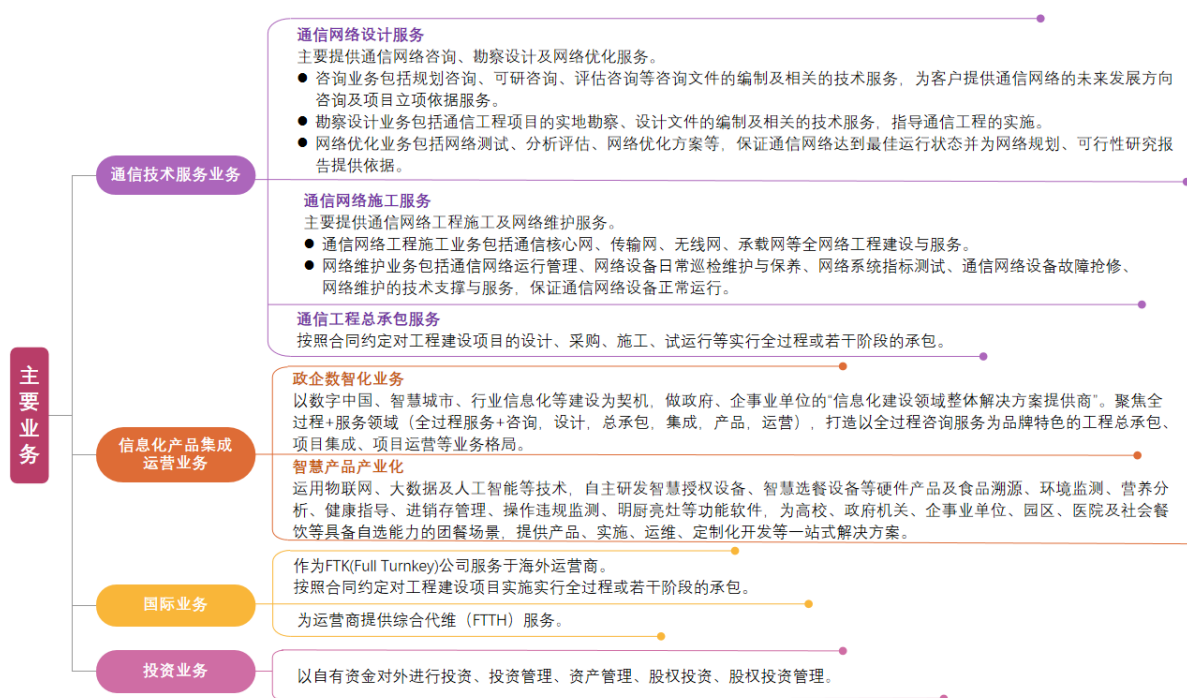 主要业务
通信技术服务业务
通信网络设计服务
主要提供通信网络咨询、勘察设计及网络优化服务。
● 咨询业务包括规划咨询、可研咨询、评估咨询等咨询文件的编制及相关的技术服务，为客户提供通信网络的未来发展方向
咨询及项目立项依据服务。
● 勘察设计业务包括通信工程项目的实地勘察、设计文件的编制及相关的技术服务，指导通信工程的实施。
● 网络优化业务包括网络测试、分析评估、网络优化方案等，保证通信网络达到最佳运行状态并为网络规划、可行性研究报
告提供依据。
通信网络施工服务
主要提供通信网络工程施工及网络维护服务。
● 通信网络工程施工业务包括通信核心网、传输网、无线网、承载网等全网络工程建设与服务。
● 网络维护业务包括通信网络运行管理、网络设备日常巡检维护与保养、网络系统指标测试、通信网络设备故障抢修、
网络维护的技术支撑与服务，保证通信网络设备正常运行。
通信工程总承包服务
按照合同约定对工程建设项目的设计、采购、施工、试运行等实行全过程或若干阶段的承包。
信息化产品集成
运营业务
政企数智化业务
以数字中国、智慧城市、行业信息化等建设为契机，做政府、企事业单位的“信息化建设领域整体解决方案提供商”。聚焦全
过程+服务领域（全过程服务+咨询，设计，总承包，集成，产品，运营），打造以全过程咨询服务为品牌特色的工程总承包、
项目集成、项目运营等业务格局。
智慧产品产业化
运用物联网、大数据及人工智能等技术，自主研发智慧授权设备、智慧选餐设备等硬件产品及食品溯源、环境监测、营养分
析、健康指导、进销存管理、操作违规监测、明厨亮灶等功能软件，为高校、政府机关、企事业单位、园区、医院及社会餐
饮等具备自选能力的团餐场景，提供产品、实施、运维、定制化开发等一站式解决方案。
国际业务
作为FTK(Full Turnkey)公司服务于海外运营商。
按照合同约定对工程建设项目实施实行全过程或若干阶段的承包。
为运营商提供综合代维（FTTH）服务。
投资业务
以自有资金对外进行投资、投资管理、资产管理、股权投资、股权投资管理。